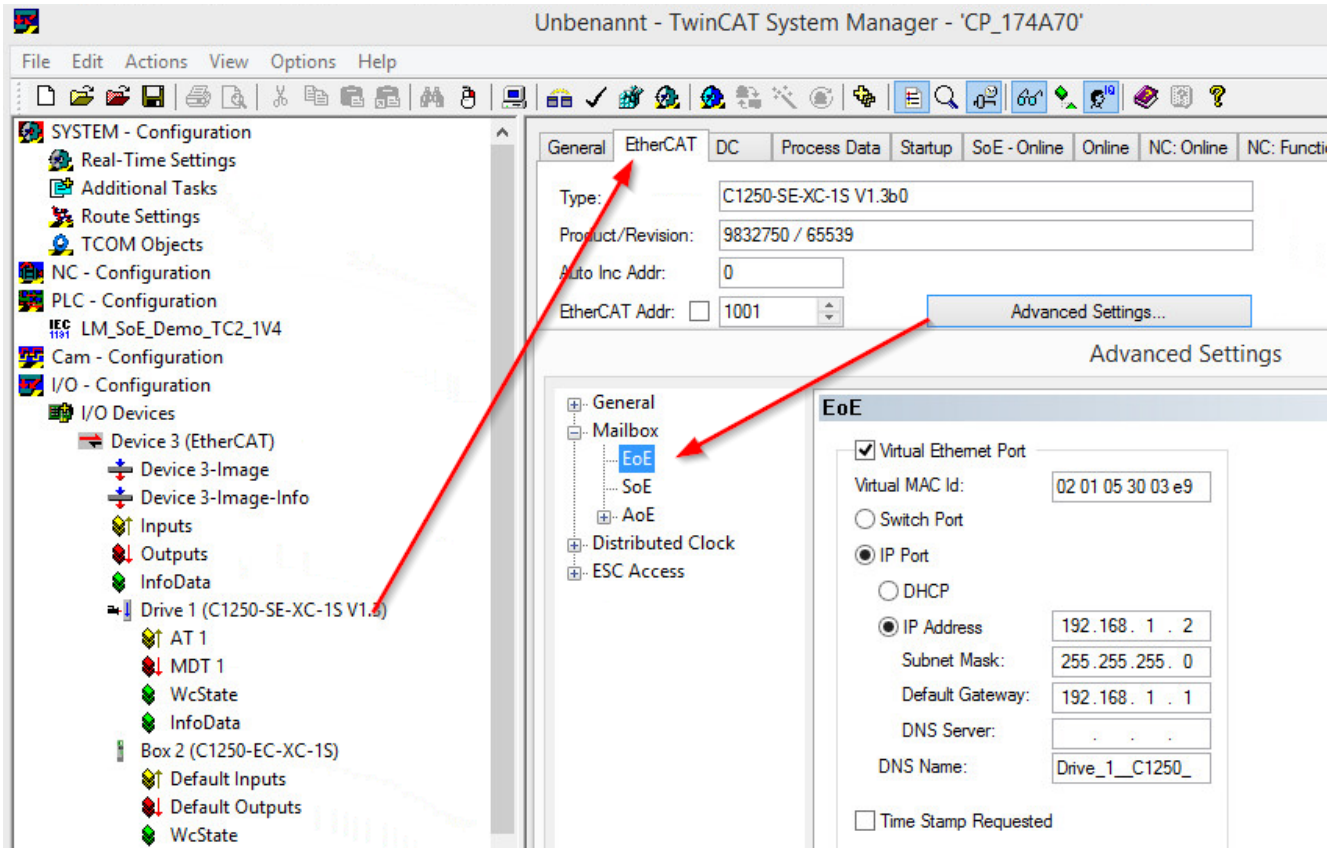 Unbenannt - TwinCAT System Manager - 'CP_174A70'
File Edit Actions View Options Help
SYSTEM - Configuration
Real-Time Settings
Additional Tasks
Route Settings
TCOM Objects
NC - Configuration
PLC - Configuration
IEC 1131 LM_SoE_Demo_TC2_1V4
Cam - Configuration
I/O - Configuration
I/O Devices
Device 3 (EtherCAT)
Device 3-Image
Device 3-Image-Info
Inputs
Outputs
InfoData
Drive 1 (C1250-SE-XC-1S V1.3)
AT 1
MDT 1
WcState
InfoData
Box 2 (C1250-EC-XC-1S)
Default Inputs
Default Outputs
WcState
General EtherCAT DC Process Data Startup SoE - Online Online NC: Online NC: Functi
Type: C1250-SE-XC-1S V1.3b0
Product/Revision: 9832750 / 65539
Auto Inc Addr: 0
EtherCAT Addr: 1001 Advanced Settings...
Advanced Settings
General
Mailbox
EoE
SoE
AoE
Distributed Clock
ESC Access
EoE
Virtual Ethernet Port
Virtual MAC Id: 02 01 05 30 03 e9
Switch Port
IP Port
DHCP
IP Address 192.168. 1 . 2
Subnet Mask: 255.255.255. 0
Default Gateway: 192.168. 1 . 1
DNS Server: . . .
DNS Name: Drive_1__C1250_
Time Stamp Requested